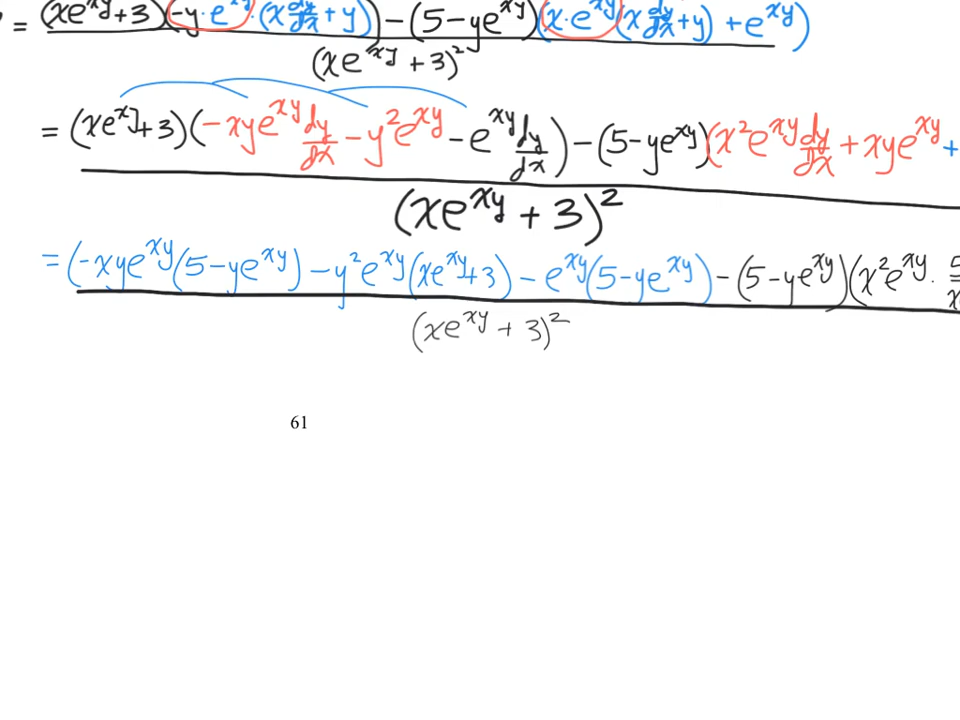 = (xe^{xy}+3)(-y·e^{xy}·(x dy/dx + y)) - (5-ye^{xy})(x·e^{xy}(x dy/dx + y) + e^{xy})
(xe^{xy} + 3)^2
= (xe^{xy}+3)(-xye^{xy} dy/dx - y^2e^{xy} - e^{xy} dy/dx) - (5-ye^{xy})(x^2e^{xy} dy/dx + xye^{xy} +
(xe^{xy} + 3)^2
= (-xye^{xy}(5-ye^{xy}) - y^2e^{xy}(xe^{xy}+3) - e^{xy}(5-ye^{xy}) - (5-ye^{xy})(x^2e^{xy}·
(xe^{xy} + 3)^2
61